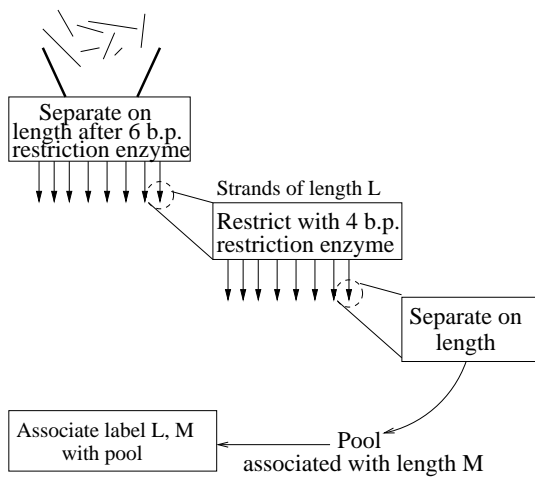 Separate on
length after 6 b.p.
restriction enzyme
Strands of length L
Restrict with 4 b.p.
restriction enzyme
Separate on
length
Associate label L, M
with pool
Pool
associated with length M